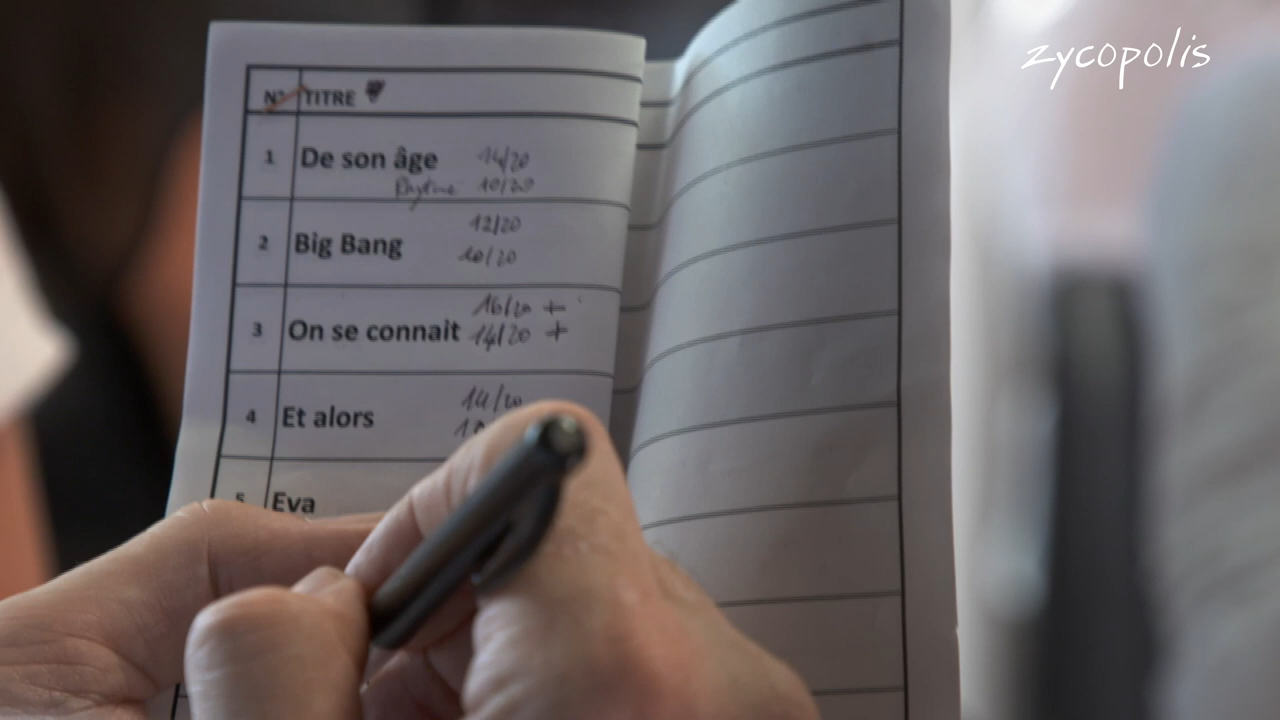 zycopolis
N° TITRE
1 De son âge 14/20
Rhytme 10/20
12/20
2 Big Bang
10/20
16/20 +
3 On se connait 14/20 +
14/20
4 Et alors
5 Eva